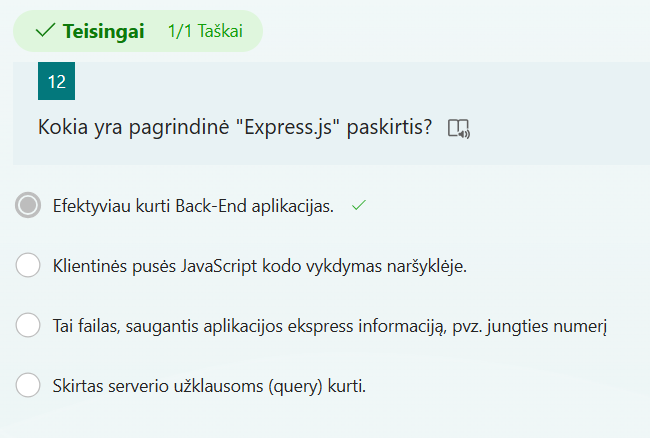 Teisingai 1/1 Taškai
12
Kokia yra pagrindinė "Express.js" paskirtis?
Efektyviau kurti Back-End aplikacijas.
Klientinės pusės JavaScript kodo vykdymas naršyklėje.
Tai failas, saugantis aplikacijos ekspress informaciją, pvz. jungties numerį
Skirtas serverio užklausoms (query) kurti.